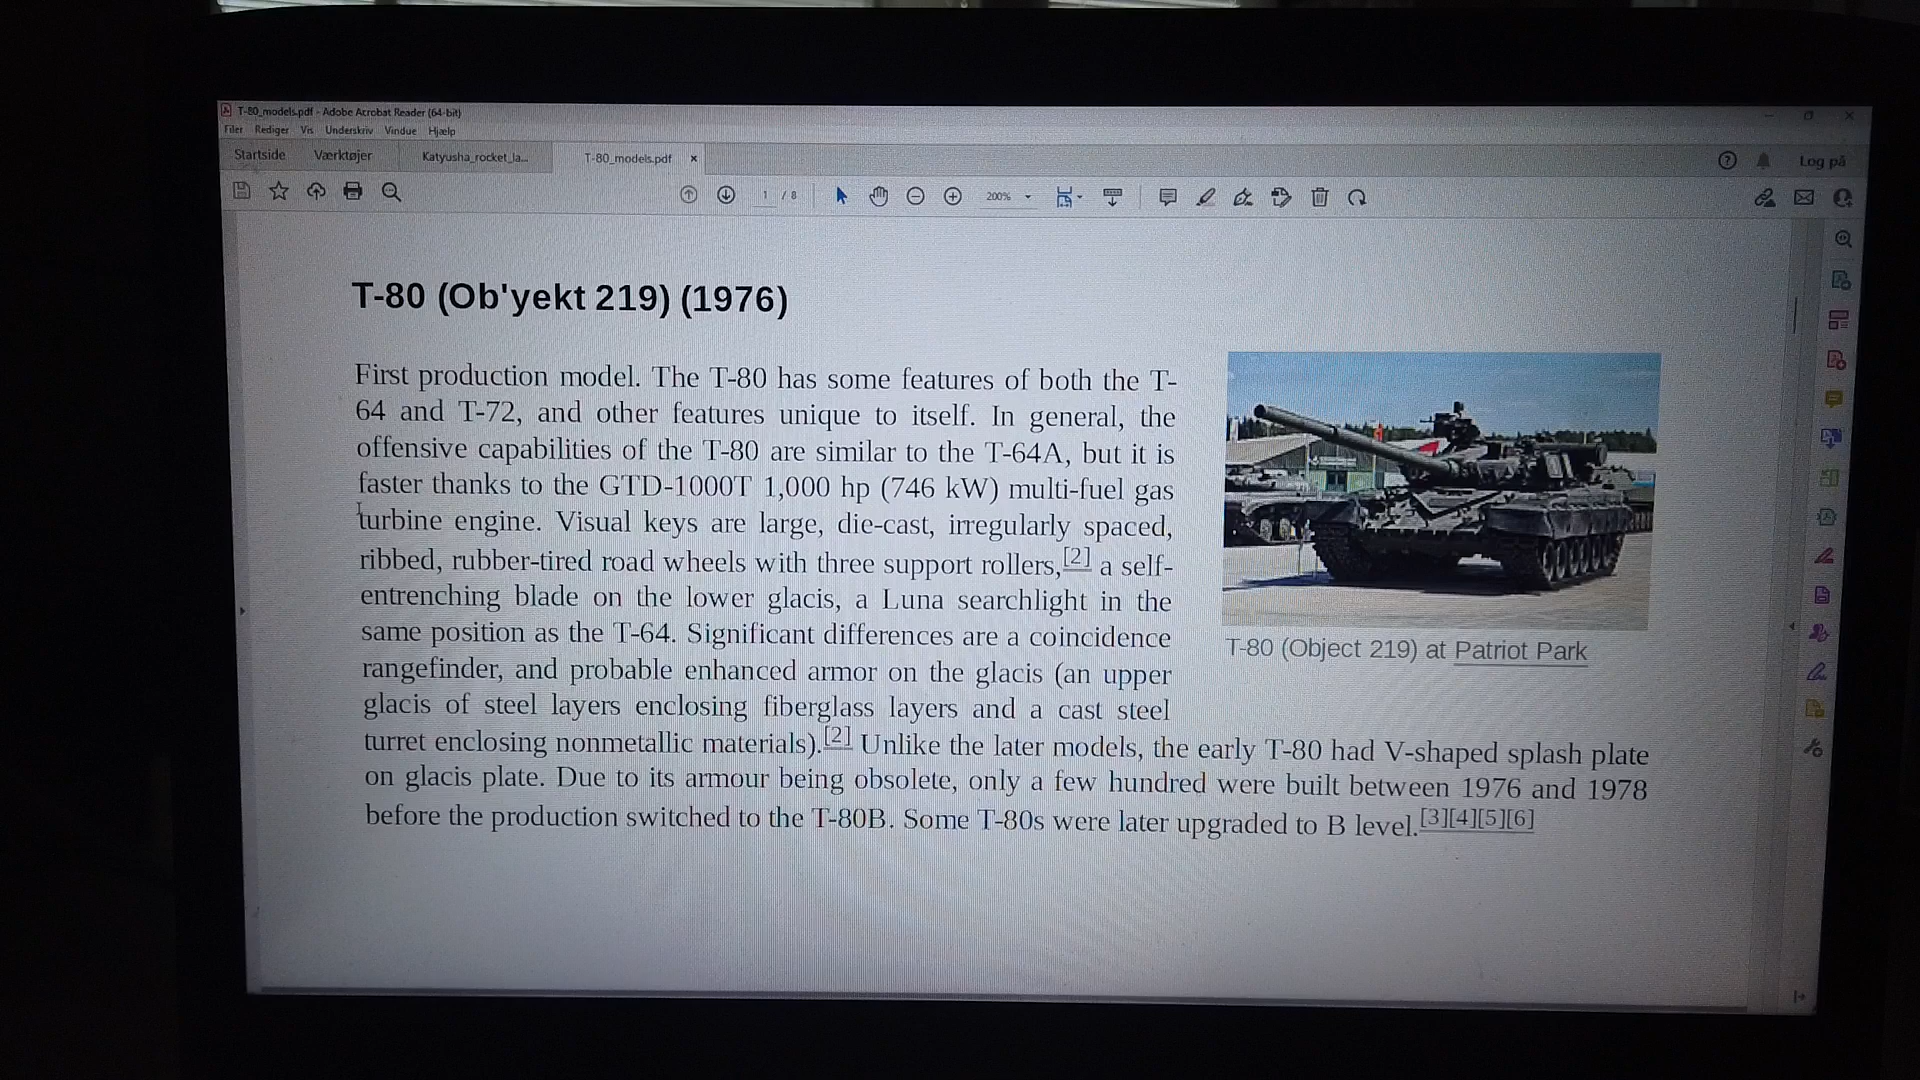 T-80_models.pdf - Adobe Acrobat Reader (64-bit)
Filer Rediger Vis Underskriv Vindue Hjælp
Startside Værktøjer Katyusha_rocket_la... T-80_models.pdf × Log på
1 / 8 200%
T-80 (Ob'yekt 219) (1976)
First production model. The T-80 has some features of both the T-
64 and T-72, and other features unique to itself. In general, the
offensive capabilities of the T-80 are similar to the T-64A, but it is
faster thanks to the GTD-1000T 1,000 hp (746 kW) multi-fuel gas
turbine engine. Visual keys are large, die-cast, irregularly spaced,
ribbed, rubber-tired road wheels with three support rollers,[2] a self-
entrenching blade on the lower glacis, a Luna searchlight in the
same position as the T-64. Significant differences are a coincidence
rangefinder, and probable enhanced armor on the glacis (an upper
glacis of steel layers enclosing fiberglass layers and a cast steel
turret enclosing nonmetallic materials).[2] Unlike the later models, the early T-80 had V-shaped splash plate
on glacis plate. Due to its armour being obsolete, only a few hundred were built between 1976 and 1978
before the production switched to the T-80B. Some T-80s were later upgraded to B level.[3][4][5][6]
T-80 (Object 219) at Patriot Park